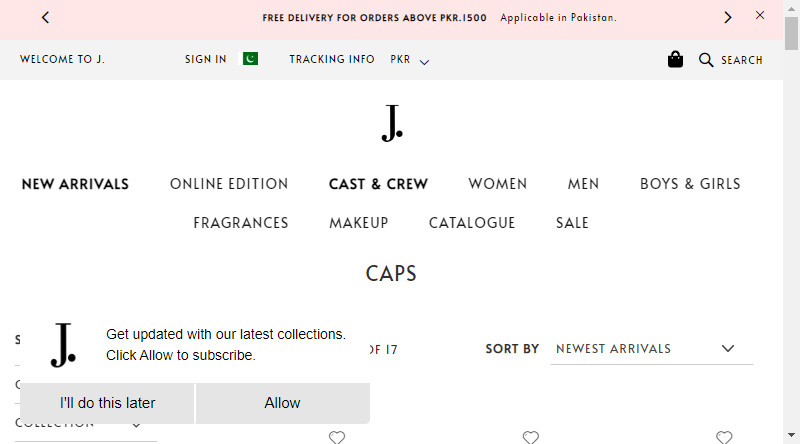 FREE DELIVERY FOR ORDERS ABOVE PKR.1500 Applicable in Pakistan.
WELCOME TO J. SIGN IN TRACKING INFO PKR SEARCH
J.
NEW ARRIVALS ONLINE EDITION CAST & CREW WOMEN MEN BOYS & GIRLS
FRAGRANCES MAKEUP CATALOGUE SALE
CAPS
OF 17 SORT BY NEWEST ARRIVALS
J.
Get updated with our latest collections.
Click Allow to subscribe.
I'll do this later Allow
COLLECTION